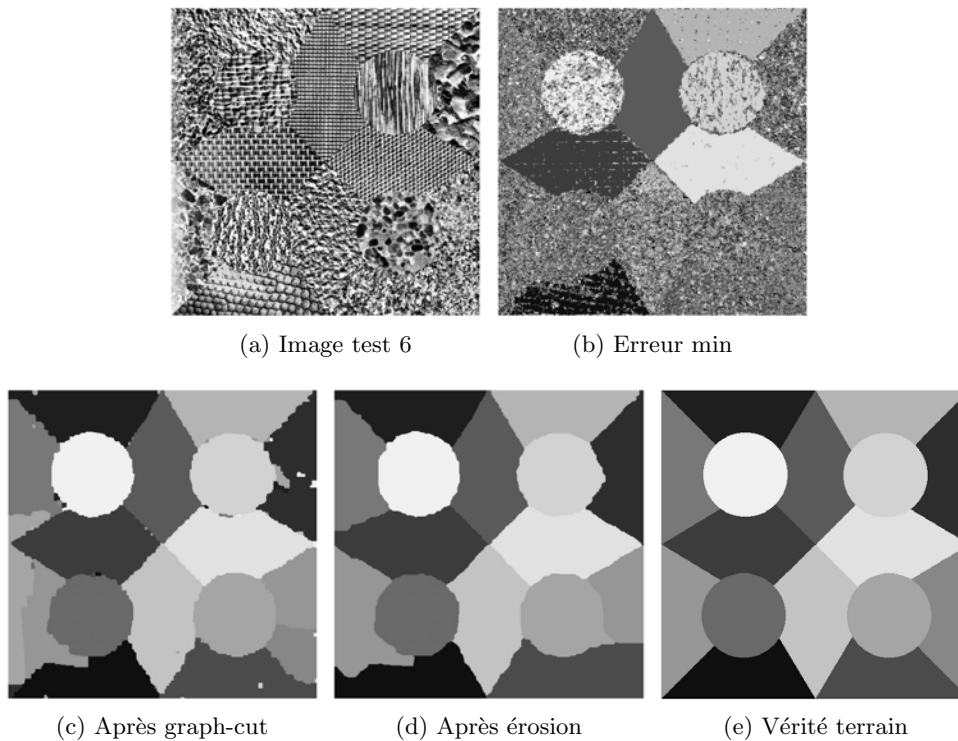 (a) Image test 6
(b) Erreur min
(c) Après graph-cut
(d) Après érosion
(e) Vérité terrain